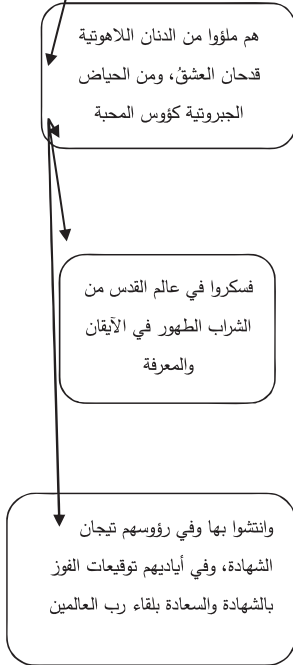 هم ملؤوا من الدنان اللاهوتية
قدحان العشقُ، ومن الحياض
الجبروتية كؤوس المحبة
فسكروا في عالم القدس من
الشراب الطهور في الآيقان
والمعرفة
وانتشوا بها وفي رؤوسهم تيجان
الشهادة، وفي أياديهم توقيعات الفوز
بالشهادة والسعادة بلقاء رب العالمين